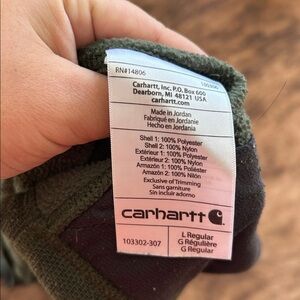 RN#14806
Carhartt, Inc. P.O. Box 600
Dearborn, MI 48121 USA
carhartt.com
Made in Jordan
Fabriqué en Jordanie
Hecho en Jordania
Shell 1: 100% Polyester
Shell 2: 100% Nylon
Extérieur 1: 100% Polyester
Extérieur 2: 100% Nylon
Armazón 1: 100% Poliéster
Armazón 2: 100% Nilón
Exclusive of Trimming
Sans garniture
Sin incluir adorno
carhartt
103302-307
L Regular
G Régulière
G Regular